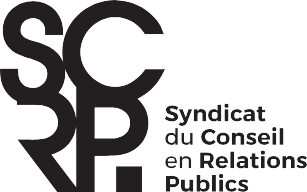 SC
RP.
Syndicat
du Conseil
en Relations
Publics